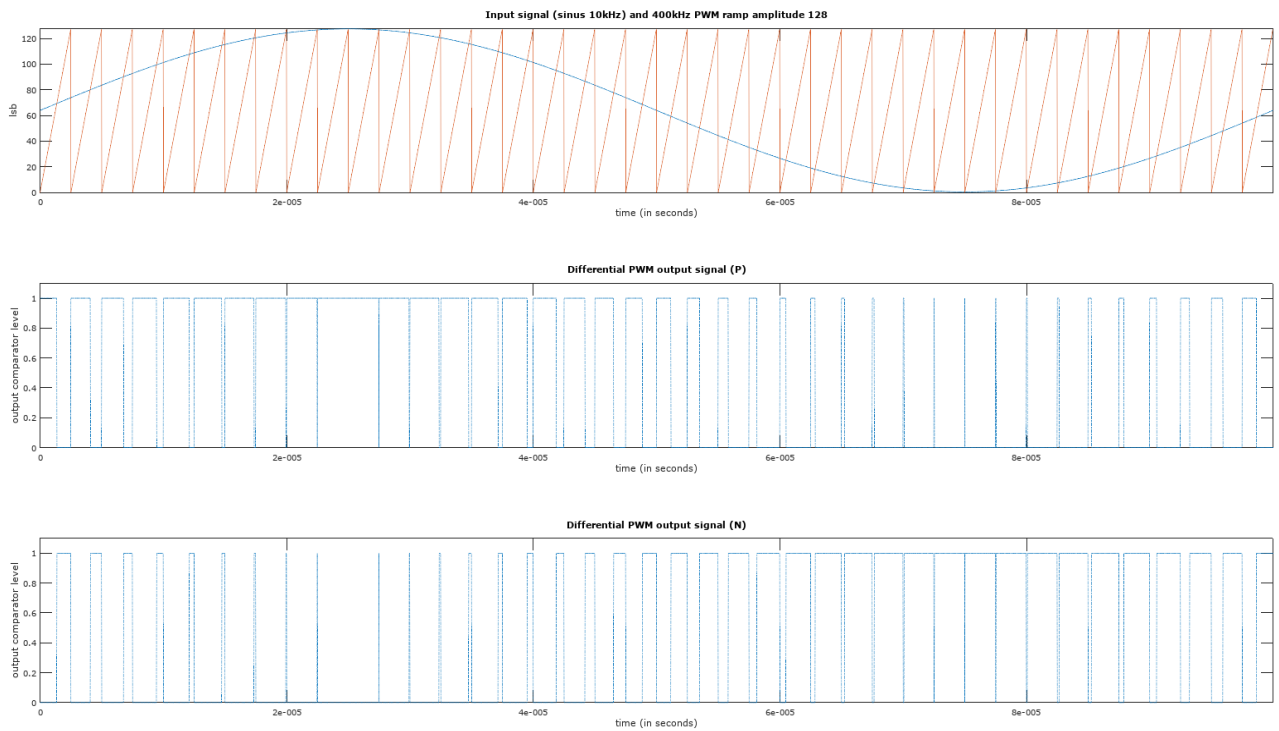 Input signal (sinus 10kHz) and 400kHz PWM ramp amplitude 128
120
100
80
60
40
20
0
lsb
0 2e-005 4e-005 6e-005 8e-005
time (in seconds)
Differential PWM output signal (P)
1
0.8
0.6
0.4
0.2
0
output comparator level
0 2e-005 4e-005 6e-005 8e-005
time (in seconds)
Differential PWM output signal (N)
1
0.8
0.6
0.4
0.2
0
output comparator level
0 2e-005 4e-005 6e-005 8e-005
time (in seconds)